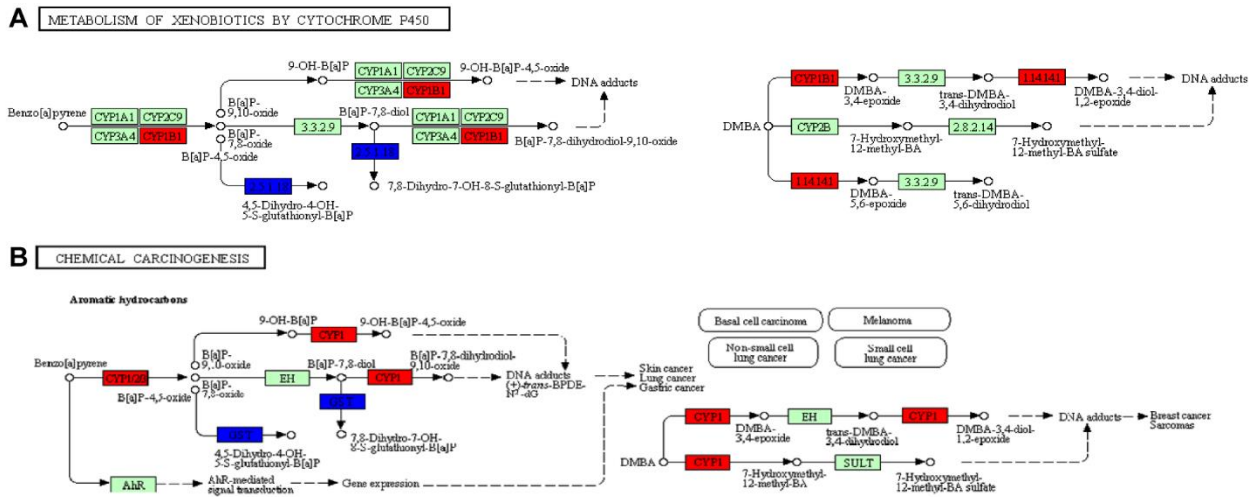 A
METABOLISM OF XENOBIOTICS BY CYTOCHROME P450
9-OH-B[a]P
CYP1A1
CYP2C9
CYP3A4
CYP1B1
9-OH-B[a]P-4,5-oxide
DNA adducts
B[a]P-
9,10-oxide
Benzo[a]pyrene
CYP1A1
CYP2C9
CYP3A4
CYP1B1
B[a]P-
7,8-oxide
B[a]P-4,5-oxide
3.3.2.9
B[a]P-7,8-diol
CYP1A1
CYP2C9
CYP3A4
CYP1B1
B[a]P-7,8-dihydrodiol-9,10-oxide
2.5.1.18
7,8-Dihydro-7-OH-8-S-glutathionyl-B[a]P
2.5.1.18
4,5-Dihydro-4-OH-
5-S-glutathionyl-B[a]P
CYP1B1
DMBA-
3,4-epoxide
3.3.2.9
trans-DMBA-
3,4-dihydrodiol
114141
DMBA-3,4-diol-
1,2-epoxide
DNA adducts
DMBA
CYP2B
7-Hydroxymethyl-
12-methyl-BA
2.8.2.14
7-Hydroxymethyl-
12-methyl-BA sulfate
114141
DMBA-
5,6-epoxide
3.3.2.9
trans-DMBA-
5,6-dihydrodiol
B
CHEMICAL CARCINOGENESIS
Aromatic hydrocarbons
9-OH-B[a]P
CYP1
9-OH-B[a]P-4,5-oxide
B[a]P-
9,10-oxide
Benzo[a]pyrene
B[a]P-4,5-oxide
B[a]P-
7,8-oxide
EH
B[a]P-7,8-diol
CYP1
B[a]P-7,8-dihydrodiol-
9,10-oxide
DNA adducts
(+)-trans-BPDE-
N²-dG
GST
7,8-Dihydro-7-OH-
8-S-glutathionyl-B[a]P
GST
4,5-Dihydro-4-OH-
5-S-glutathionyl-B[a]P
AhR
AhR-mediated
signal transduction
Gene expression
Skin cancer
Lung cancer
Gastric cancer
Basal cell carcinoma
Melanoma
Non-small cell
lung cancer
Small cell
lung cancer
CYP1
DMBA-
3,4-epoxide
EH
trans-DMBA-
3,4-dihydrodiol
CYP1
DMBA-3,4-diol-
1,2-epoxide
DNA adducts
Breast cancer
Sarcomas
DMBA
CYP1
7-Hydroxymethyl-
12-methyl-BA
SULT
7-Hydroxymethyl-
12-methyl-BA sulfate